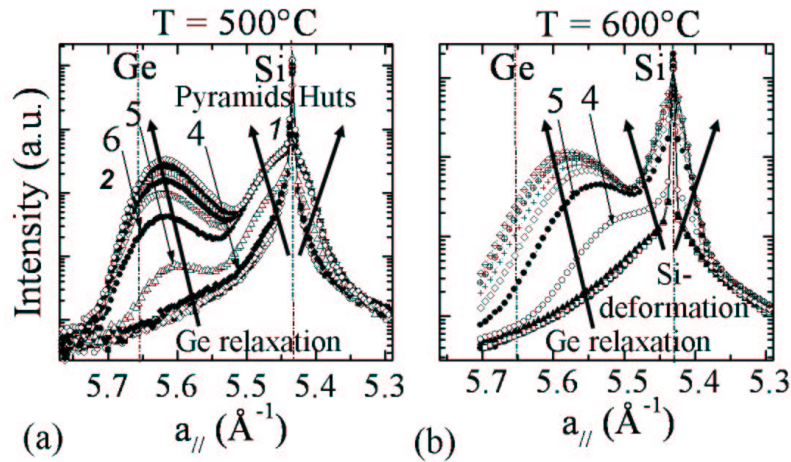 T = 500°C
T = 600°C
Ge
Si
Pyramids Huts
5
4
1
6
2
Ge relaxation
Intensity (a.u.)
5.7 5.6 5.5 5.4 5.3
a// (Å⁻¹)
(a)
Ge
Si
5 4
Si-
deformation
Ge relaxation
5.7 5.6 5.5 5.4 5.3
a// (Å⁻¹)
(b)